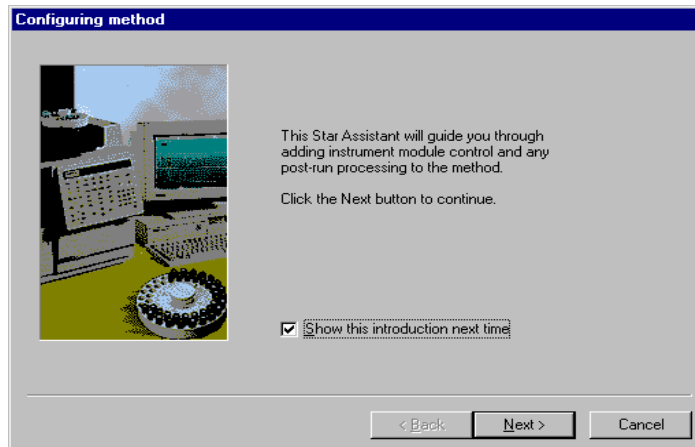 Configuring method
This Star Assistant will guide you through
adding instrument module control and any
post-run processing to the method.
Click the Next button to continue.
Show this introduction next time
< Back
Next >
Cancel